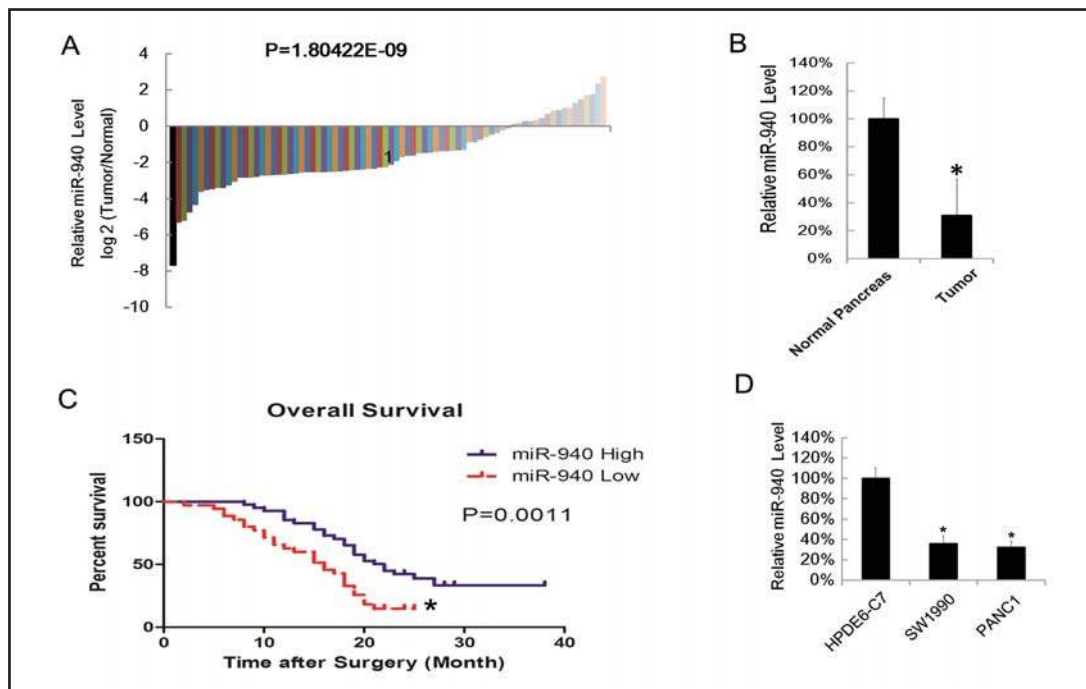 A
P=1.80422E-09
Relative miR-940 Level
log2 (Tumor/Normal)
4
2
0
-2
-4
-6
-8
-10
1
B
Relative miR-940 Level
140%
120%
100%
80%
60%
40%
20%
0%
*
Normal Pancreas
Tumor
C
Overall Survival
Percent survival
150
100
50
0
miR-940 High
miR-940 Low
P=0.0011
*
0 10 20 30 40
Time after Surgery (Month)
D
Relative miR-940 Level
140%
120%
100%
80%
60%
40%
20%
0%
* *
HPDE6-C7
SW1990
PANC1